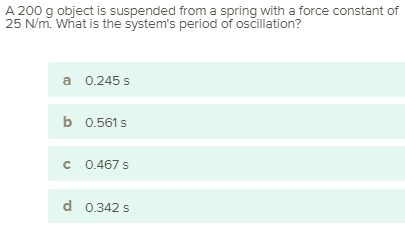 A 200 g object is suspended from a spring with a force constant of
25 N/m. What is the system's period of oscillation?
a 0.245 s
b 0.561 s
c 0.467 s
d 0.342 s